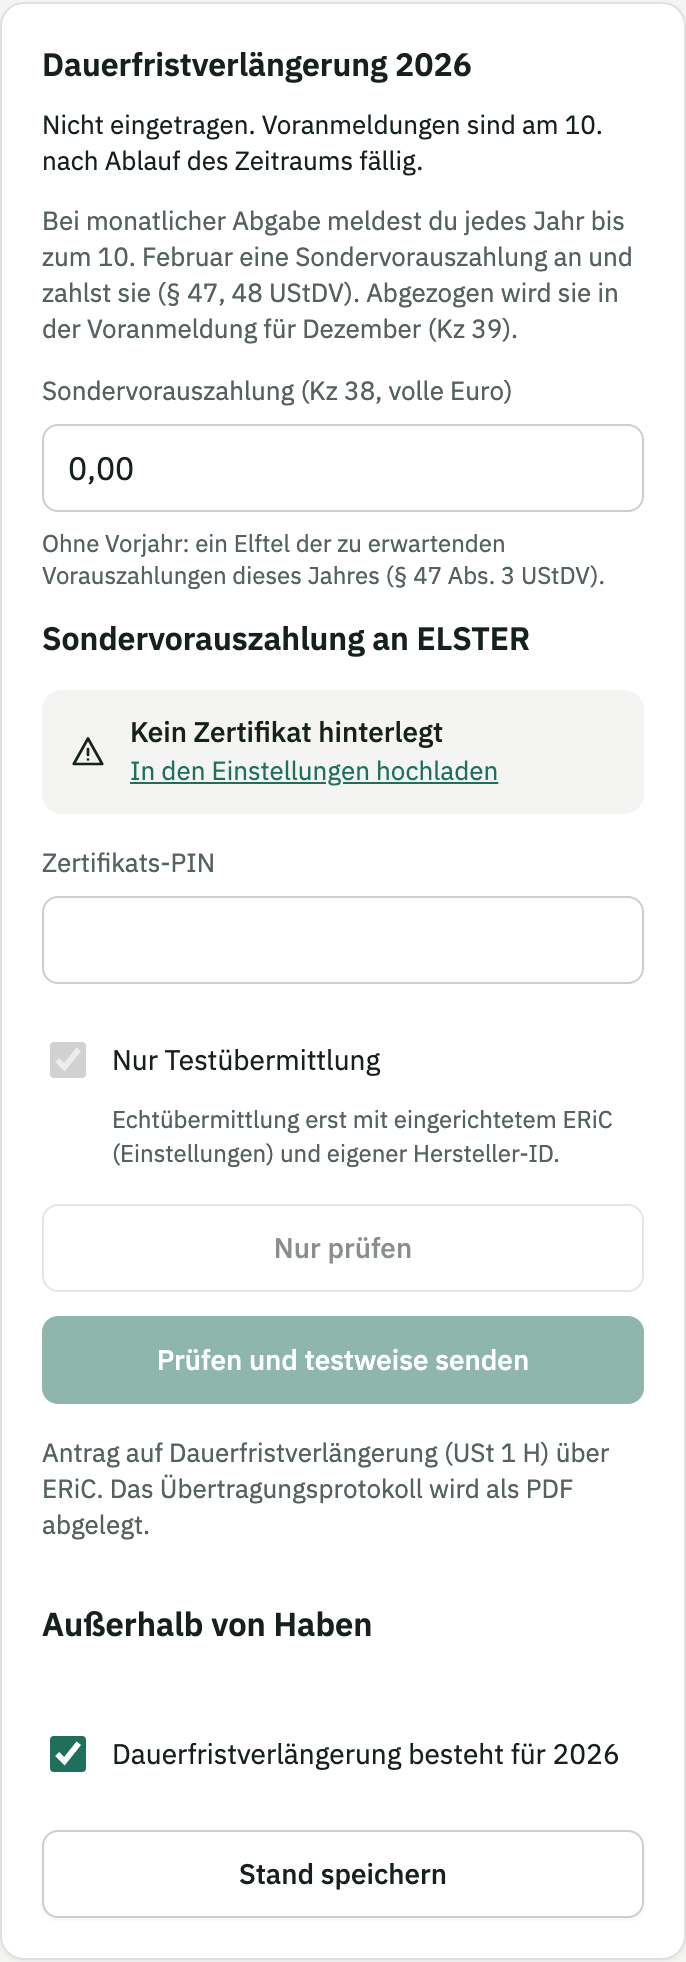 Dauerfristverlängerung 2026
Nicht eingetragen. Voranmeldungen sind am 10.
nach Ablauf des Zeitraums fällig.
Bei monatlicher Abgabe meldest du jedes Jahr bis
zum 10. Februar eine Sondervorauszahlung an und
zahlst sie (§ 47, 48 UStDV). Abgezogen wird sie in
der Voranmeldung für Dezember (Kz 39).
Sondervorauszahlung (Kz 38, volle Euro)
0,00
Ohne Vorjahr: ein Elftel der zu erwartenden
Vorauszahlungen dieses Jahres (§ 47 Abs. 3 UStDV).
Sondervorauszahlung an ELSTER
Kein Zertifikat hinterlegt
In den Einstellungen hochladen
Zertifikats-PIN
Nur Testübermittlung
Echtübermittlung erst mit eingerichtetem ERiC
(Einstellungen) und eigener Hersteller-ID.
Nur prüfen
Prüfen und testweise senden
Antrag auf Dauerfristverlängerung (USt 1 H) über
ERiC. Das Übertragungsprotokoll wird als PDF
abgelegt.
Außerhalb von Haben
Dauerfristverlängerung besteht für 2026
Stand speichern